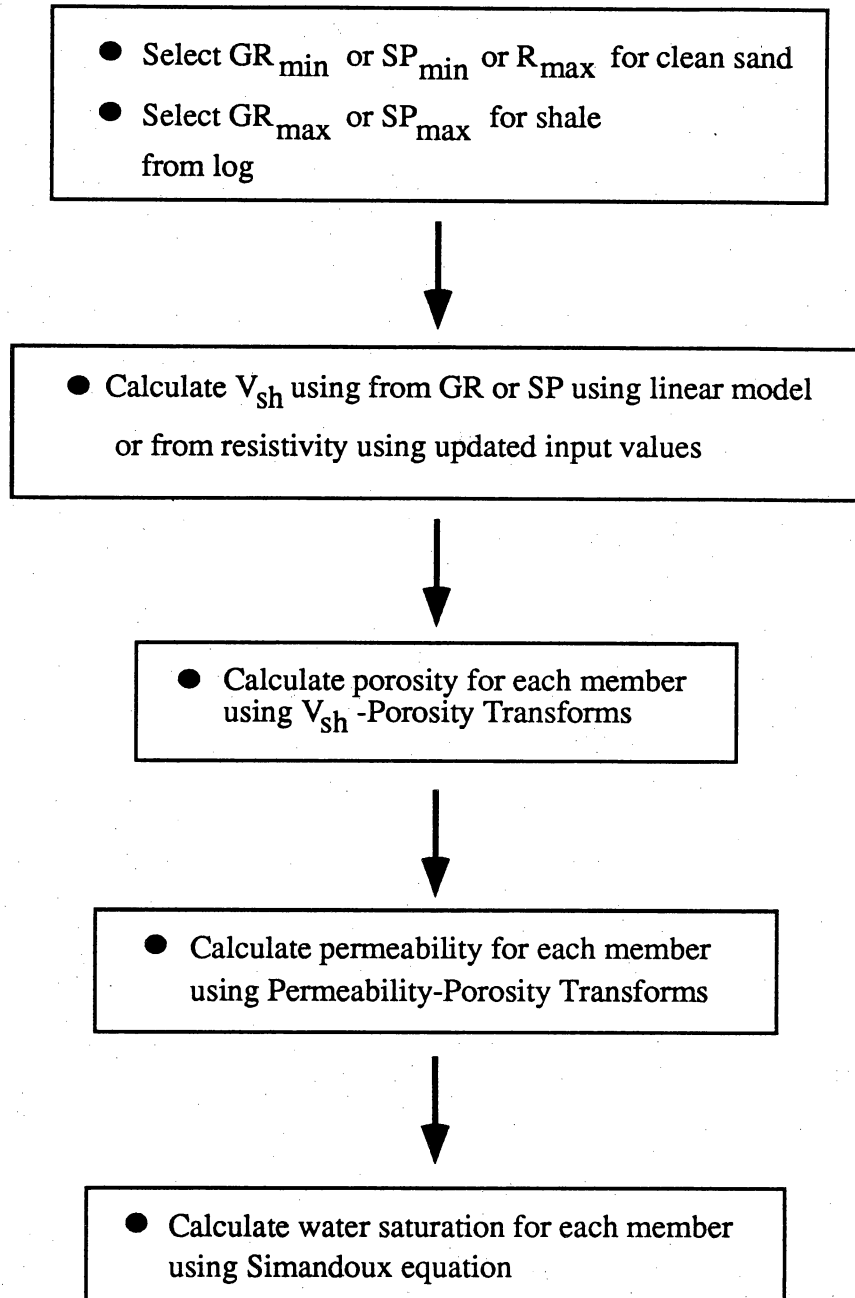 ● Select GRmin or SPmin or Rmax for clean sand
● Select GRmax or SPmax for shale
from log
● Calculate Vsh using from GR or SP using linear model
or from resistivity using updated input values
● Calculate porosity for each member
using Vsh -Porosity Transforms
● Calculate permeability for each member
using Permeability-Porosity Transforms
● Calculate water saturation for each member
using Simandoux equation